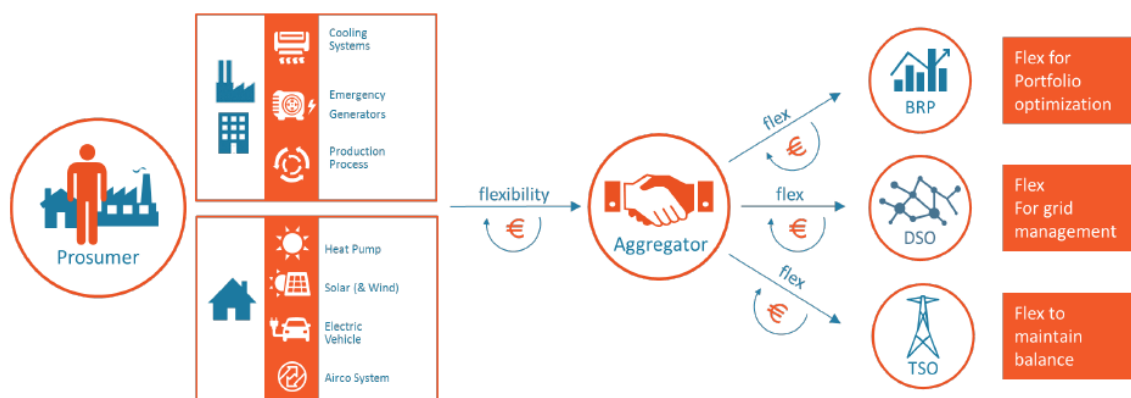 Prosumer
Cooling
Systems
Emergency
Generators
Production
Process
Heat Pump
Solar (& Wind)
Electric
Vehicle
Airco System
flexibility
€
Aggregator
flex
€
flex
€
flex
€
BRP
DSO
TSO
Flex for
Portfolio
optimization
Flex
For grid
management
Flex to
maintain
balance